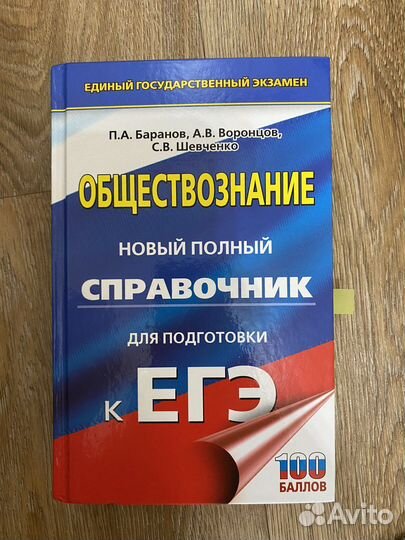 ЕДИНЫЙ ГОСУДАРСТВЕННЫЙ ЭКЗАМЕН
П.А. Баранов, А.В. Воронцов,
С.В. Шевченко
ОБЩЕСТВОЗНАНИЕ
НОВЫЙ ПОЛНЫЙ
СПРАВОЧНИК
ДЛЯ ПОДГОТОВКИ
К ЕГЭ
100
БАЛЛОВ
Avito